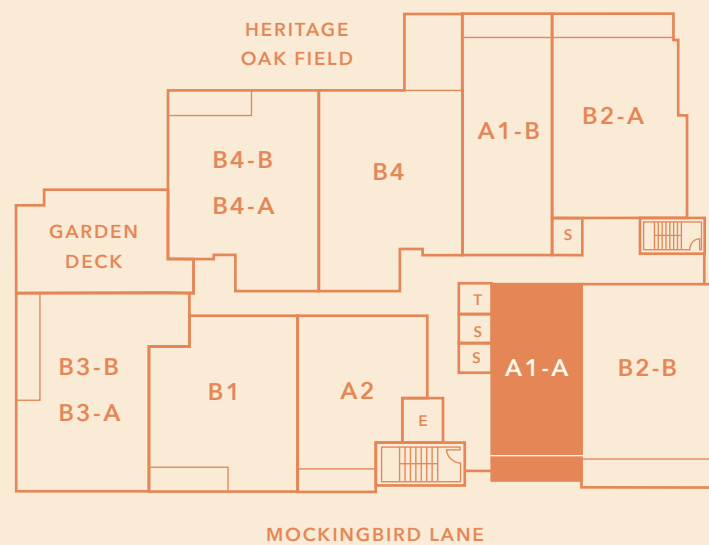 HERITAGE
OAK FIELD
A1-B
B2-A
B4-B
B4-A
B4
GARDEN
DECK
S
T
S
S
A1-A
B2-B
B3-B
B3-A
B1
A2
E
MOCKINGBIRD LANE